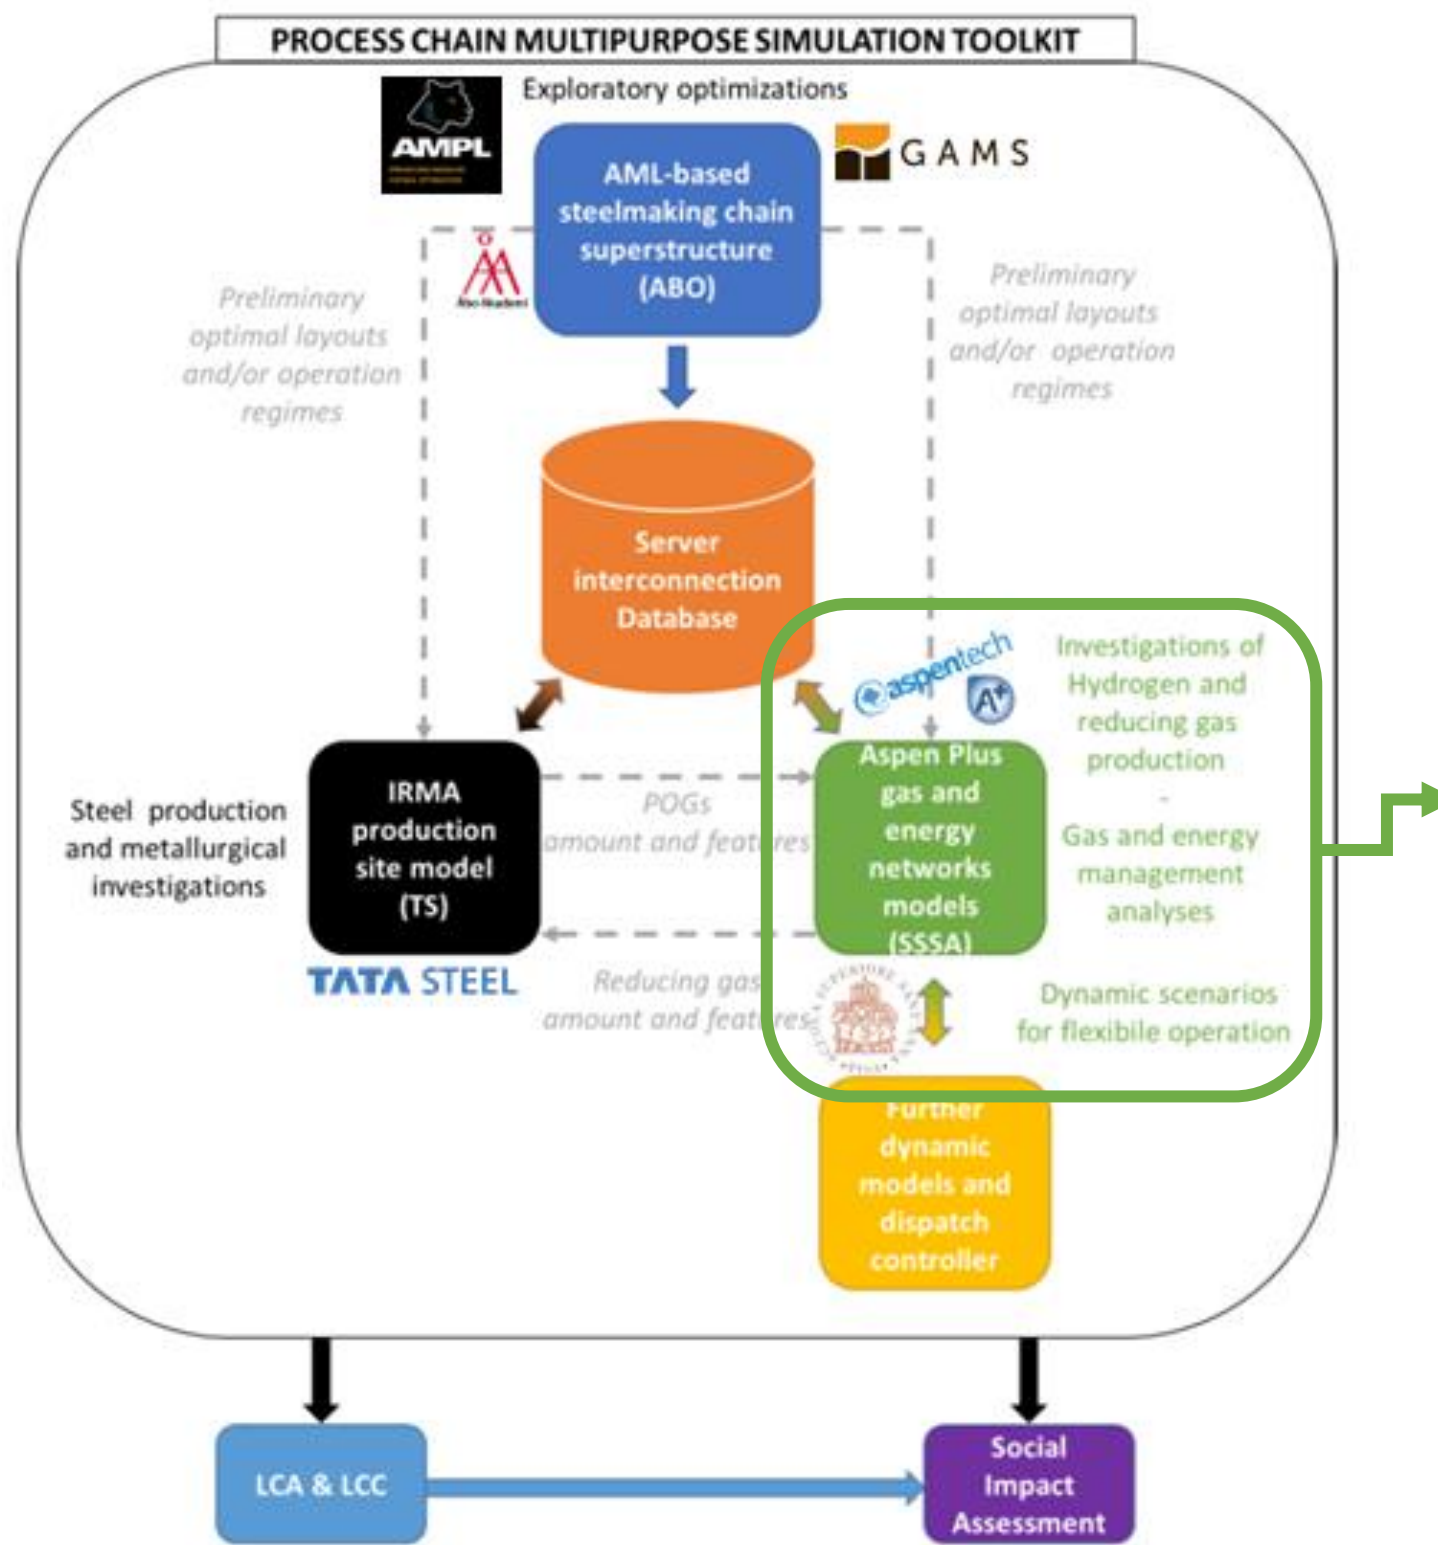 PROCESS CHAIN MULTIPURPOSE SIMULATION TOOLKIT
Exploratory optimizations
AMPL
GAMS
AML-based
steelmaking chain
superstructure
(ABO)
Åbo Akademi
Preliminary
optimal layouts
and/or operation
regimes
Preliminary
optimal layouts
and/or operation
regimes
Server
interconnection
Database
aspentech
A+
Investigations of
Hydrogen and
reducing gas
production
-
Gas and energy
management
analyses
Steel production
and metallurgical
investigations
IRMA
production
site model
(TS)
POGs
amount and features
Aspen Plus
gas and
energy
networks
models
(SSSA)
TATA STEEL
Reducing gas
amount and features
Dynamic scenarios
for flexibile operation
Further
dynamic
models and
dispatch
controller
LCA & LCC
Social
Impact
Assessment